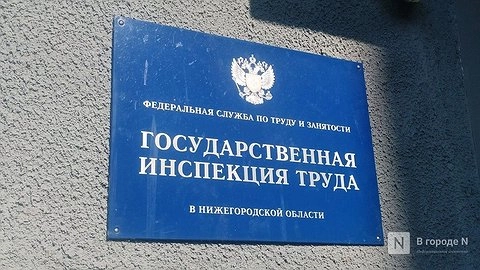 ФЕДЕРАЛЬНАЯ СЛУЖБА ПО ТРУДУ И ЗАНЯТОСТИ
ГОСУДАРСТВЕННАЯ
ИНСПЕКЦИЯ ТРУДА
В НИЖЕГОРОДСКОЙ ОБЛАСТИ
N В городе N